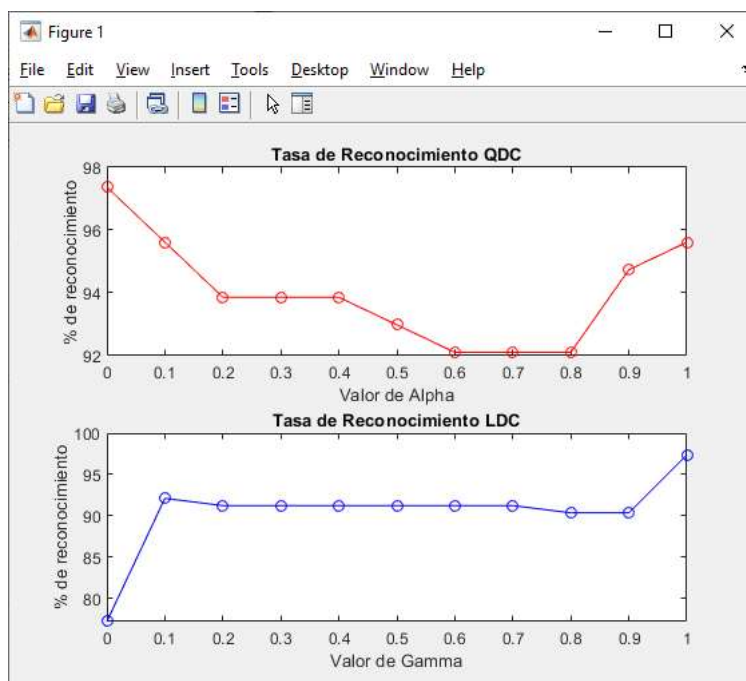 Figure 1
File Edit View Insert Tools Desktop Window Help
Tasa de Reconocimiento QDC
98
96
94
92
% de reconocimiento
0 0.1 0.2 0.3 0.4 0.5 0.6 0.7 0.8 0.9 1
Valor de Alpha
Tasa de Reconocimiento LDC
100
95
90
85
80
% de reconocimiento
0 0.1 0.2 0.3 0.4 0.5 0.6 0.7 0.8 0.9 1
Valor de Gamma